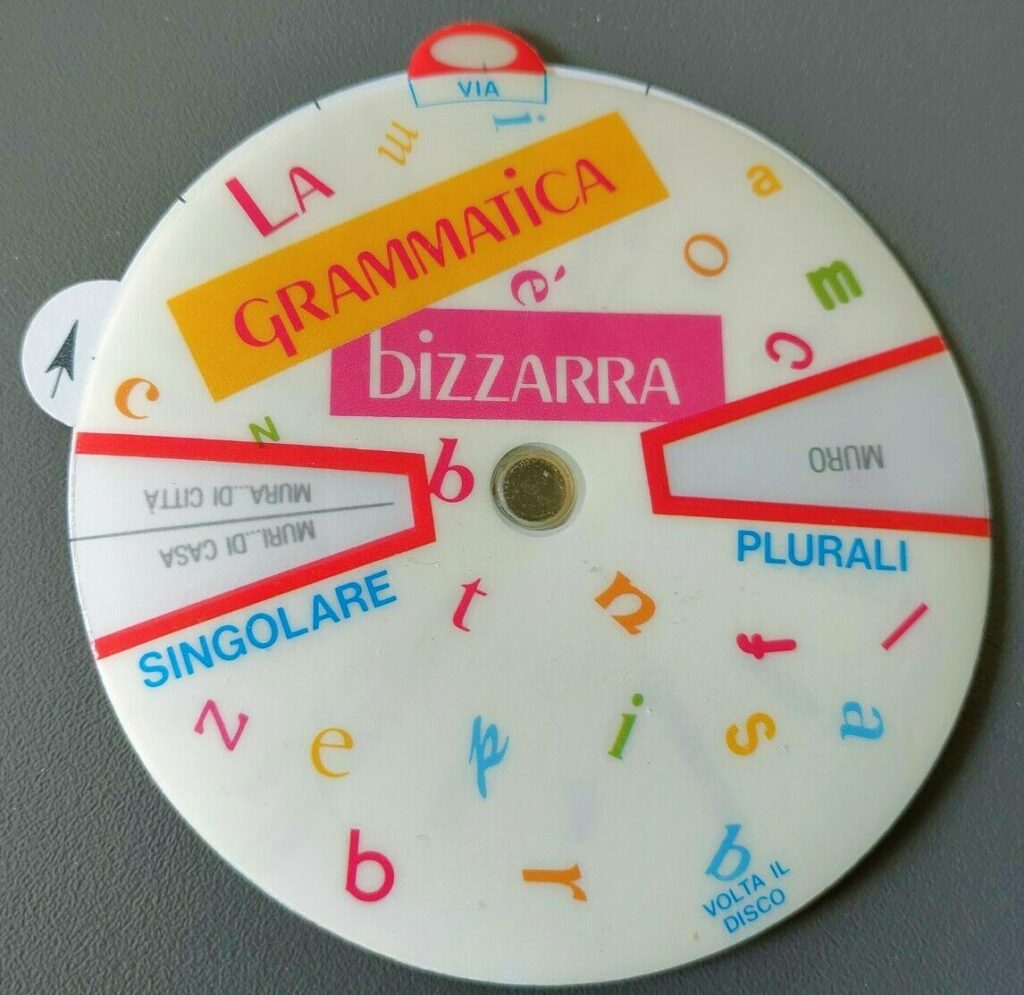 VIA
LA
GRAMMATICA
bizzARRA
m
i
a
o
é
m
c
c
N
b
MURA...DI CITTÀ
MURI...DI CASA
MURO
SINGOLARE
PLURALI
t
n
f
l
z
e
p
i
s
a
b
r
b
VOLTA IL
DISCO